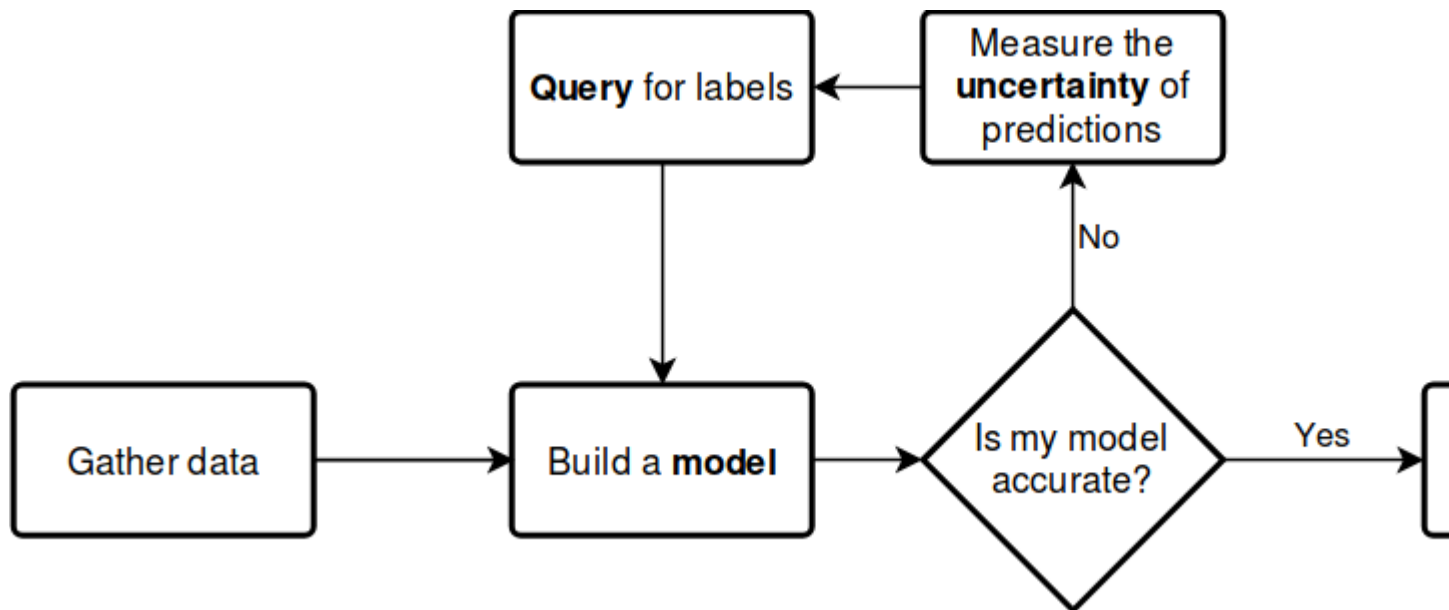 Query for labels
Measure the
uncertainty of
predictions
No
Gather data
Build a model
Is my model
accurate?
Yes